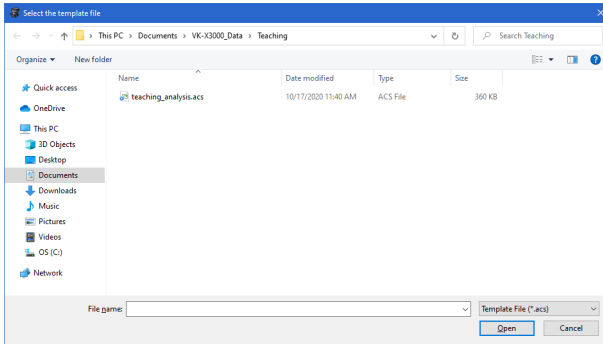 Select the template file
This PC > Documents > VK-X3000_Data > Teaching
Search Teaching
Organize
New folder
Name
Date modified
Type
Size
teaching_analysis.acs
10/17/2020 11:40 AM
ACS File
360 KB
Quick access
OneDrive
This PC
3D Objects
Desktop
Documents
Downloads
Music
Pictures
Videos
OS (C:)
Network
File name:
Template File (*.acs)
Open
Cancel